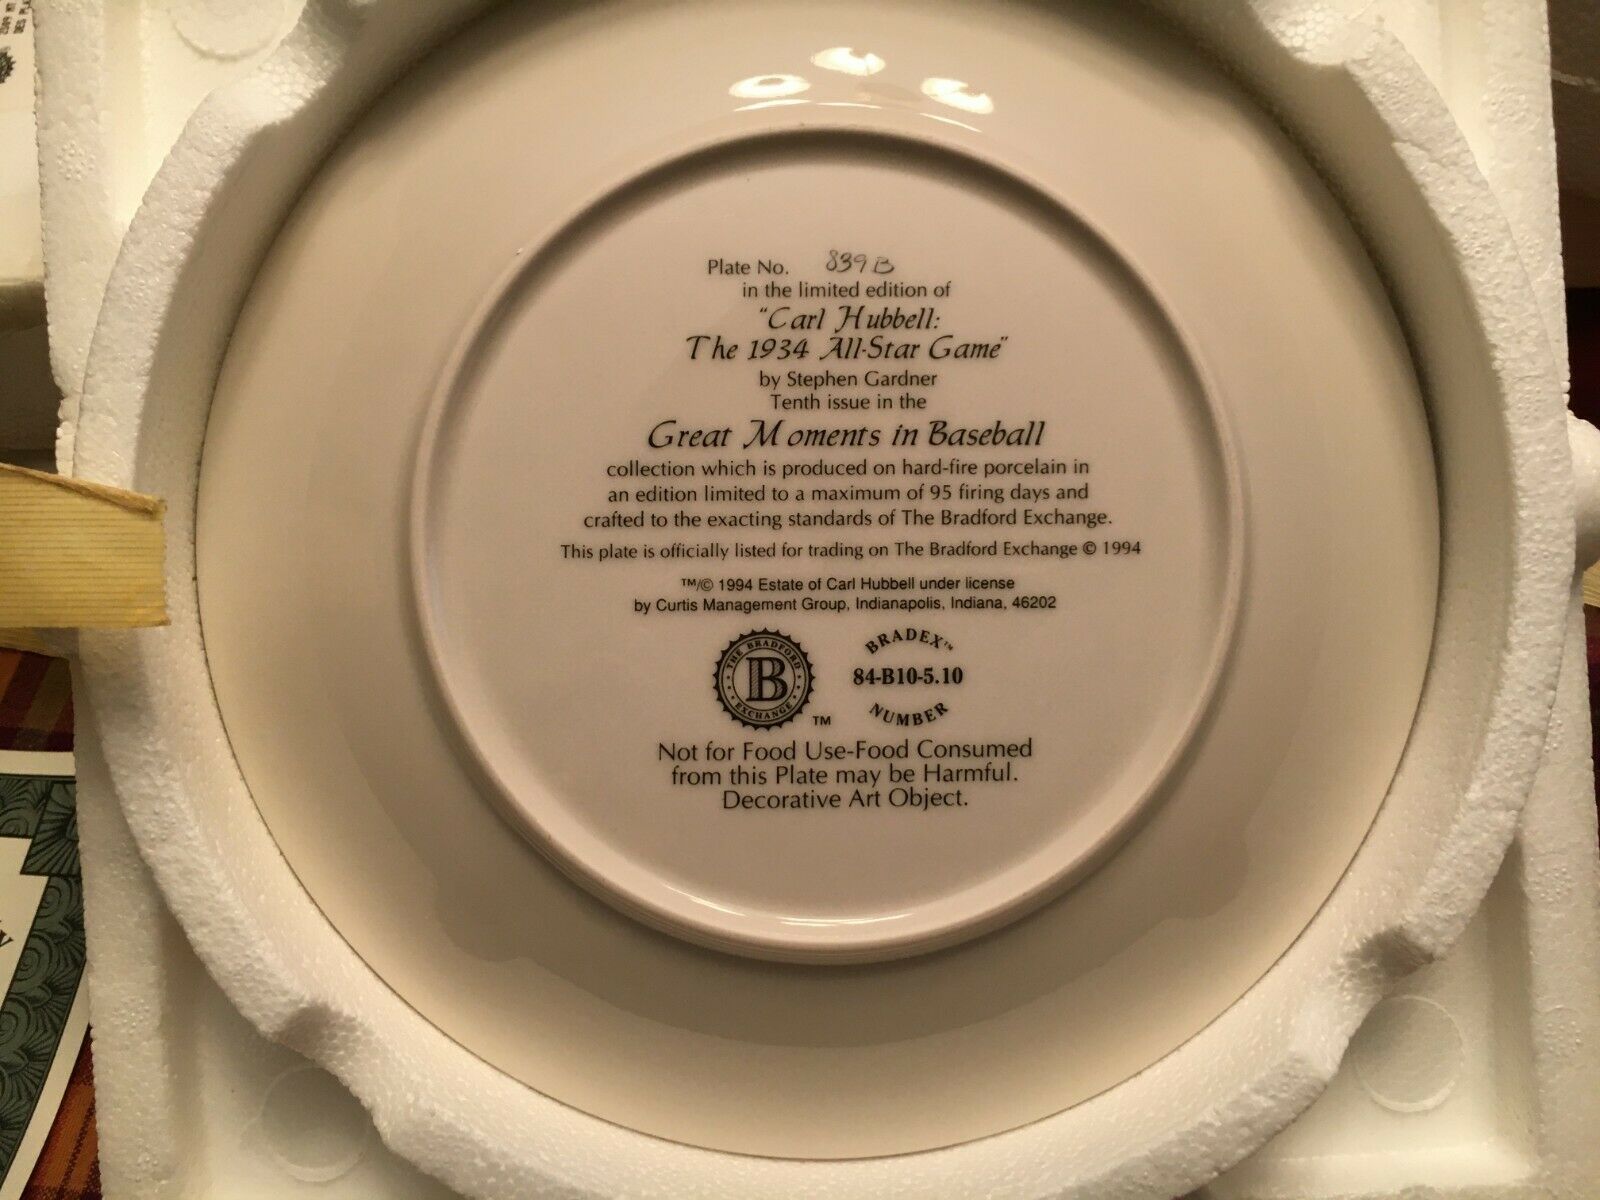 Plate No. 839B
in the limited edition of
"Carl Hubbell:
The 1934 All-Star Game"
by Stephen Gardner
Tenth issue in the
Great Moments in Baseball
collection which is produced on hard-fire porcelain in
an edition limited to a maximum of 95 firing days and
crafted to the exacting standards of The Bradford Exchange.
This plate is officially listed for trading on The Bradford Exchange © 1994
™/© 1994 Estate of Carl Hubbell under license
by Curtis Management Group, Indianapolis, Indiana, 46202
THE BRADFORD
B
EXCHANGE
™
BRADEX™
84-B10-5.10
NUMBER
Not for Food Use-Food Consumed
from this Plate may be Harmful.
Decorative Art Object.